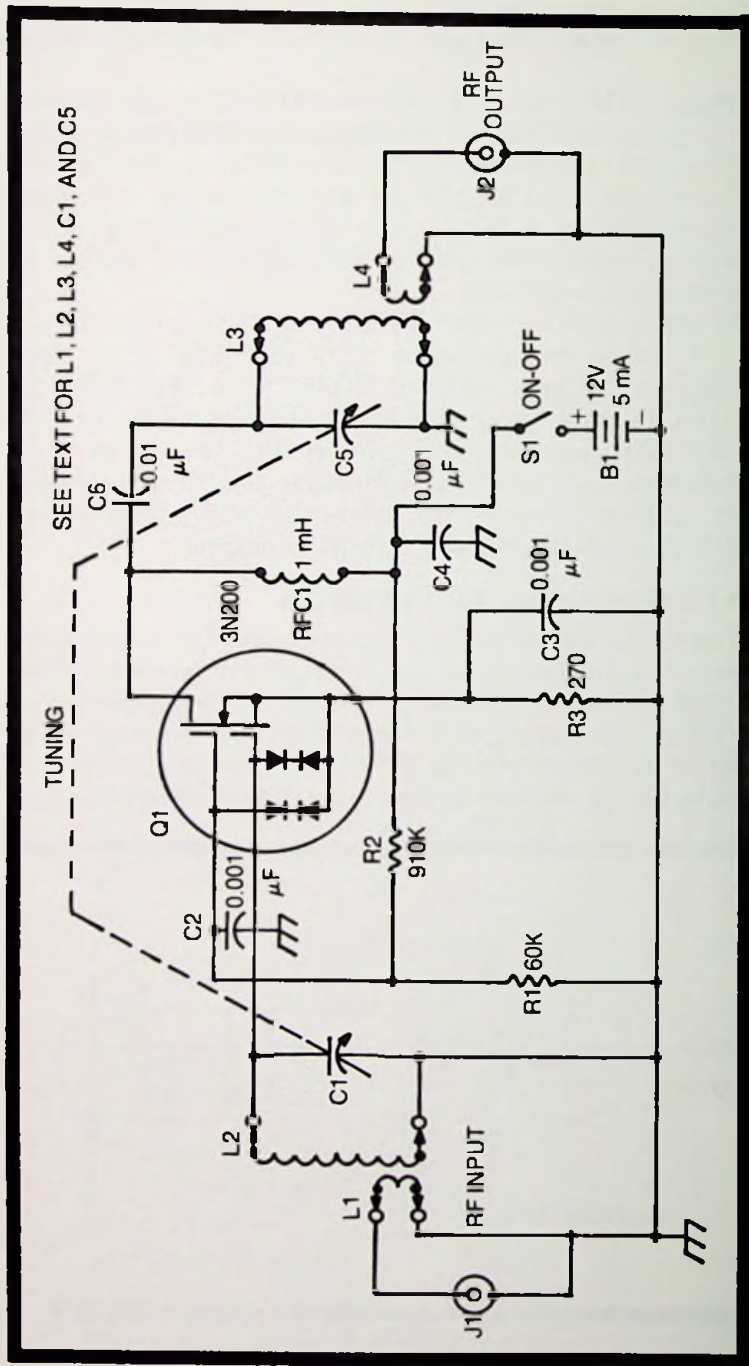 SEE TEXT FOR L1, L2, L3, L4, C1, AND C5
TUNING
C6
0.01
µF
L3
L4
RF
OUTPUT
J2
C5
3N200
RFC1 1 mH
Q1
0.001
µF
C4
S1 ON-OFF
+
12V
5 mA
B1
−
C2
0.001
µF
R2
910K
0.001
µF
C3
R3 270
L2
C1
R1 60K
L1
RF INPUT
J1